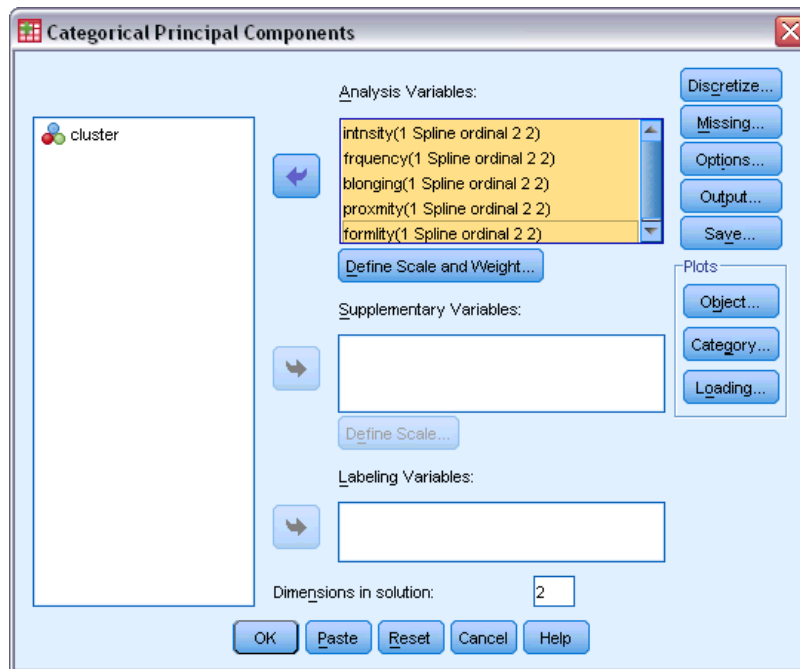 Categorical Principal Components
cluster
Analysis Variables:
intnsity(1 Spline ordinal 2 2)
frquency(1 Spline ordinal 2 2)
blonging(1 Spline ordinal 2 2)
proxmity(1 Spline ordinal 2 2)
formlity(1 Spline ordinal 2 2)
Define Scale and Weight...
Supplementary Variables:
Define Scale...
Labeling Variables:
Dimensions in solution:
2
Discretize...
Missing...
Options...
Output...
Save...
Plots
Object...
Category...
Loading...
OK
Paste
Reset
Cancel
Help